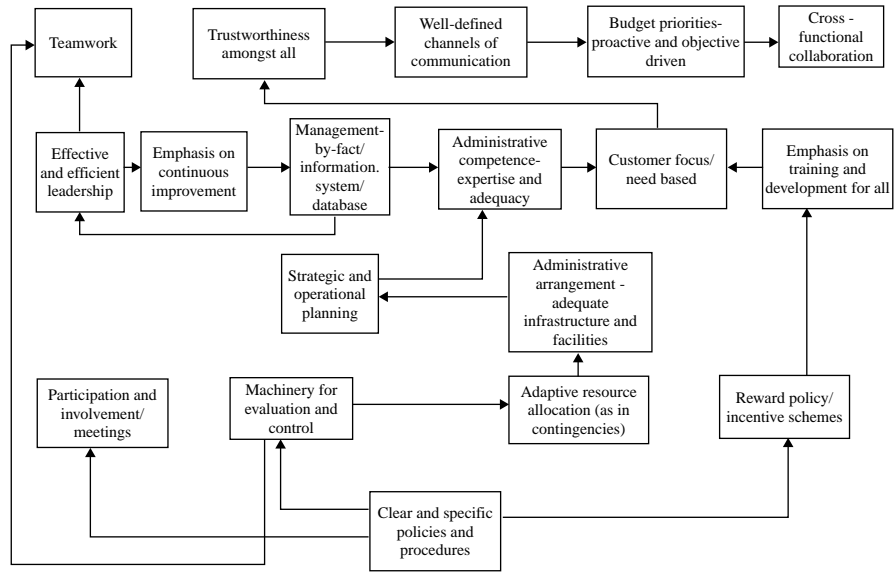 Teamwork
Trustworthiness
amongst all
Well-defined
channels of
communication
Budget priorities-
proactive and objective
driven
Cross -
functional
collaboration
Effective
and efficient
leadership
Emphasis on
continuous
improvement
Management-
by-fact/
information.
system/
database
Administrative
competence-
expertise and
adequacy
Customer focus/
need based
Emphasis on
training and
development for all
Strategic and
operational
planning
Administrative
arrangement -
adequate
infrastructure and
facilities
Participation and
involvement/
meetings
Machinery for
evaluation and
control
Adaptive resource
allocation (as in
contingencies)
Reward policy/
incentive schemes
Clear and specific
policies and
procedures